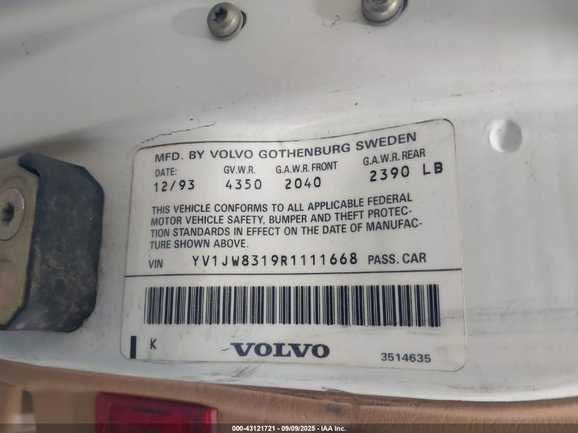 MFD. BY VOLVO GOTHENBURG SWEDEN
DATE: GV.W.R. G.A.W.R. FRONT G.A.W.R. REAR
12/93 4350 2040 2390 LB
THIS VEHICLE CONFORMS TO ALL APPLICABLE FEDERAL
MOTOR VEHICLE SAFETY, BUMPER AND THEFT PROTEC-
TION STANDARDS IN EFFECT ON THE DATE OF MANUFAC-
TURE SHOWN ABOVE.
VIN YV1JW8319R1111668 PASS. CAR
K VOLVO 3514635
000-43121721 - 09/09/2025 - IAA Inc.